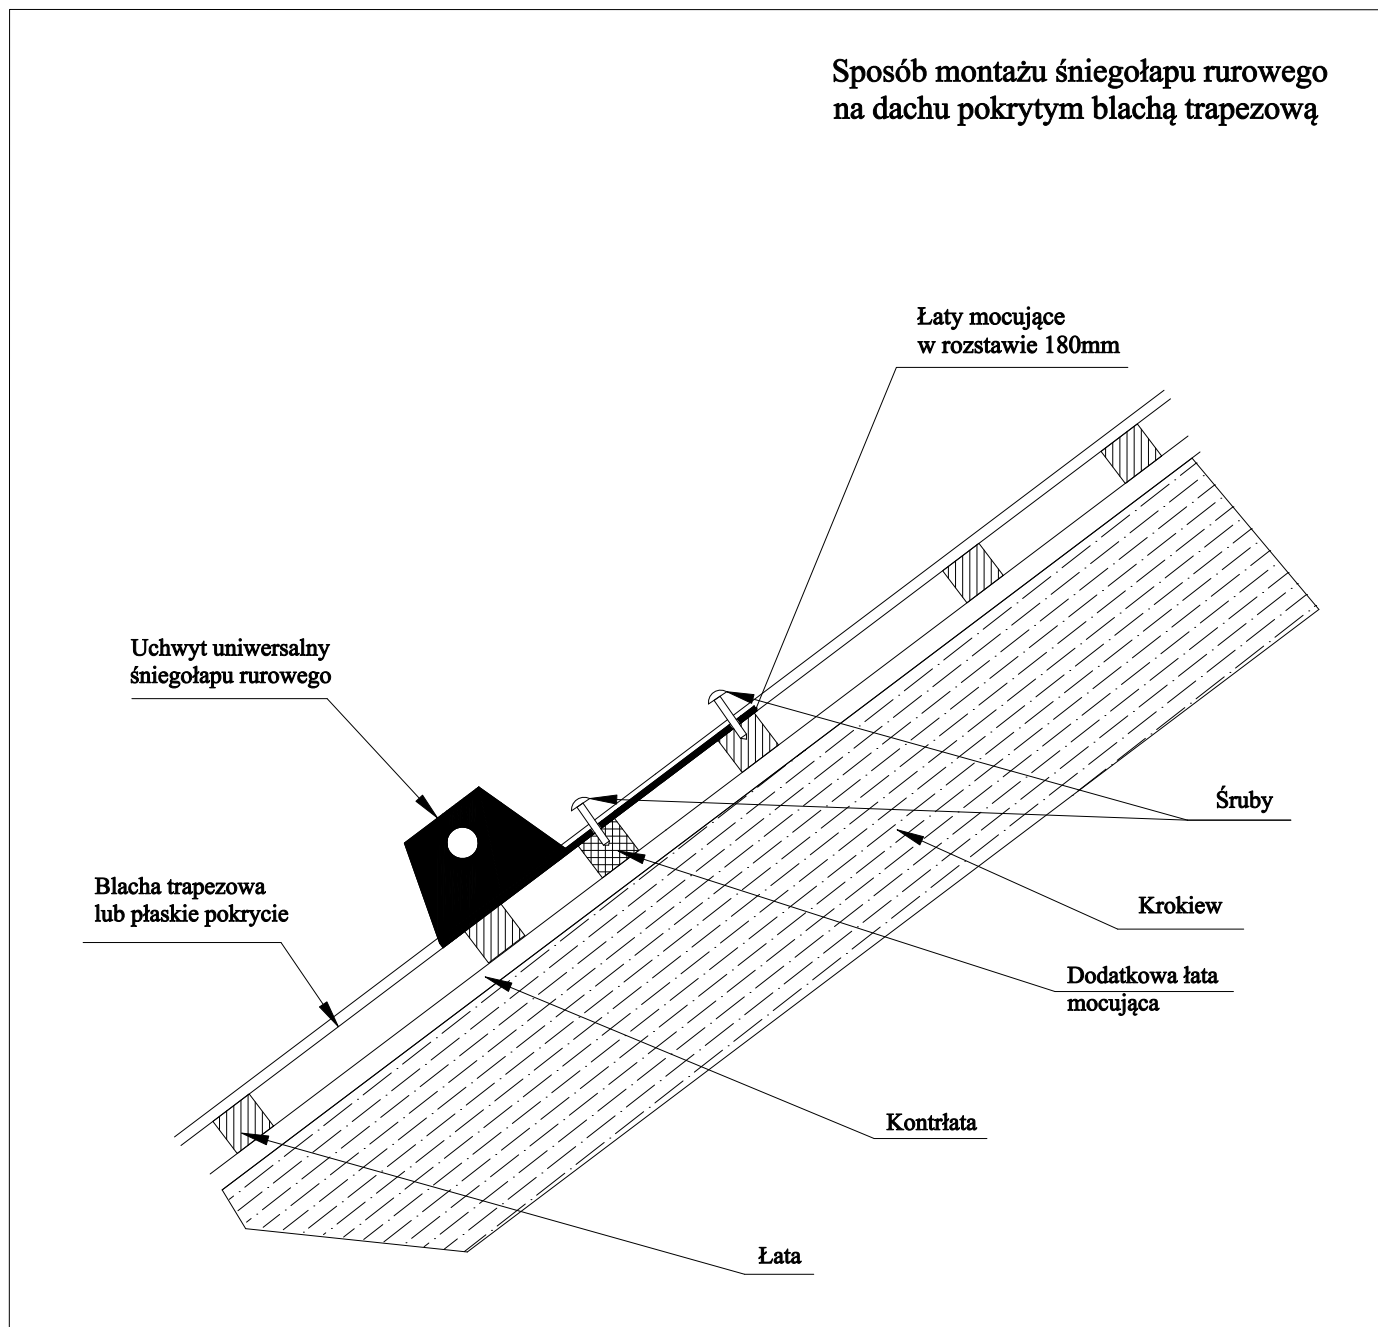 Sposób montażu śniegołapu rurowego
na dachu pokrytym blachą trapezową
Łaty mocujące
w rozstawie 180mm
Uchwyt uniwersalny
śniegołapu rurowego
Śruby
Blacha trapezowa
lub płaskie pokrycie
Krokiew
Dodatkowa łata
mocująca
Kontrłata
Łata